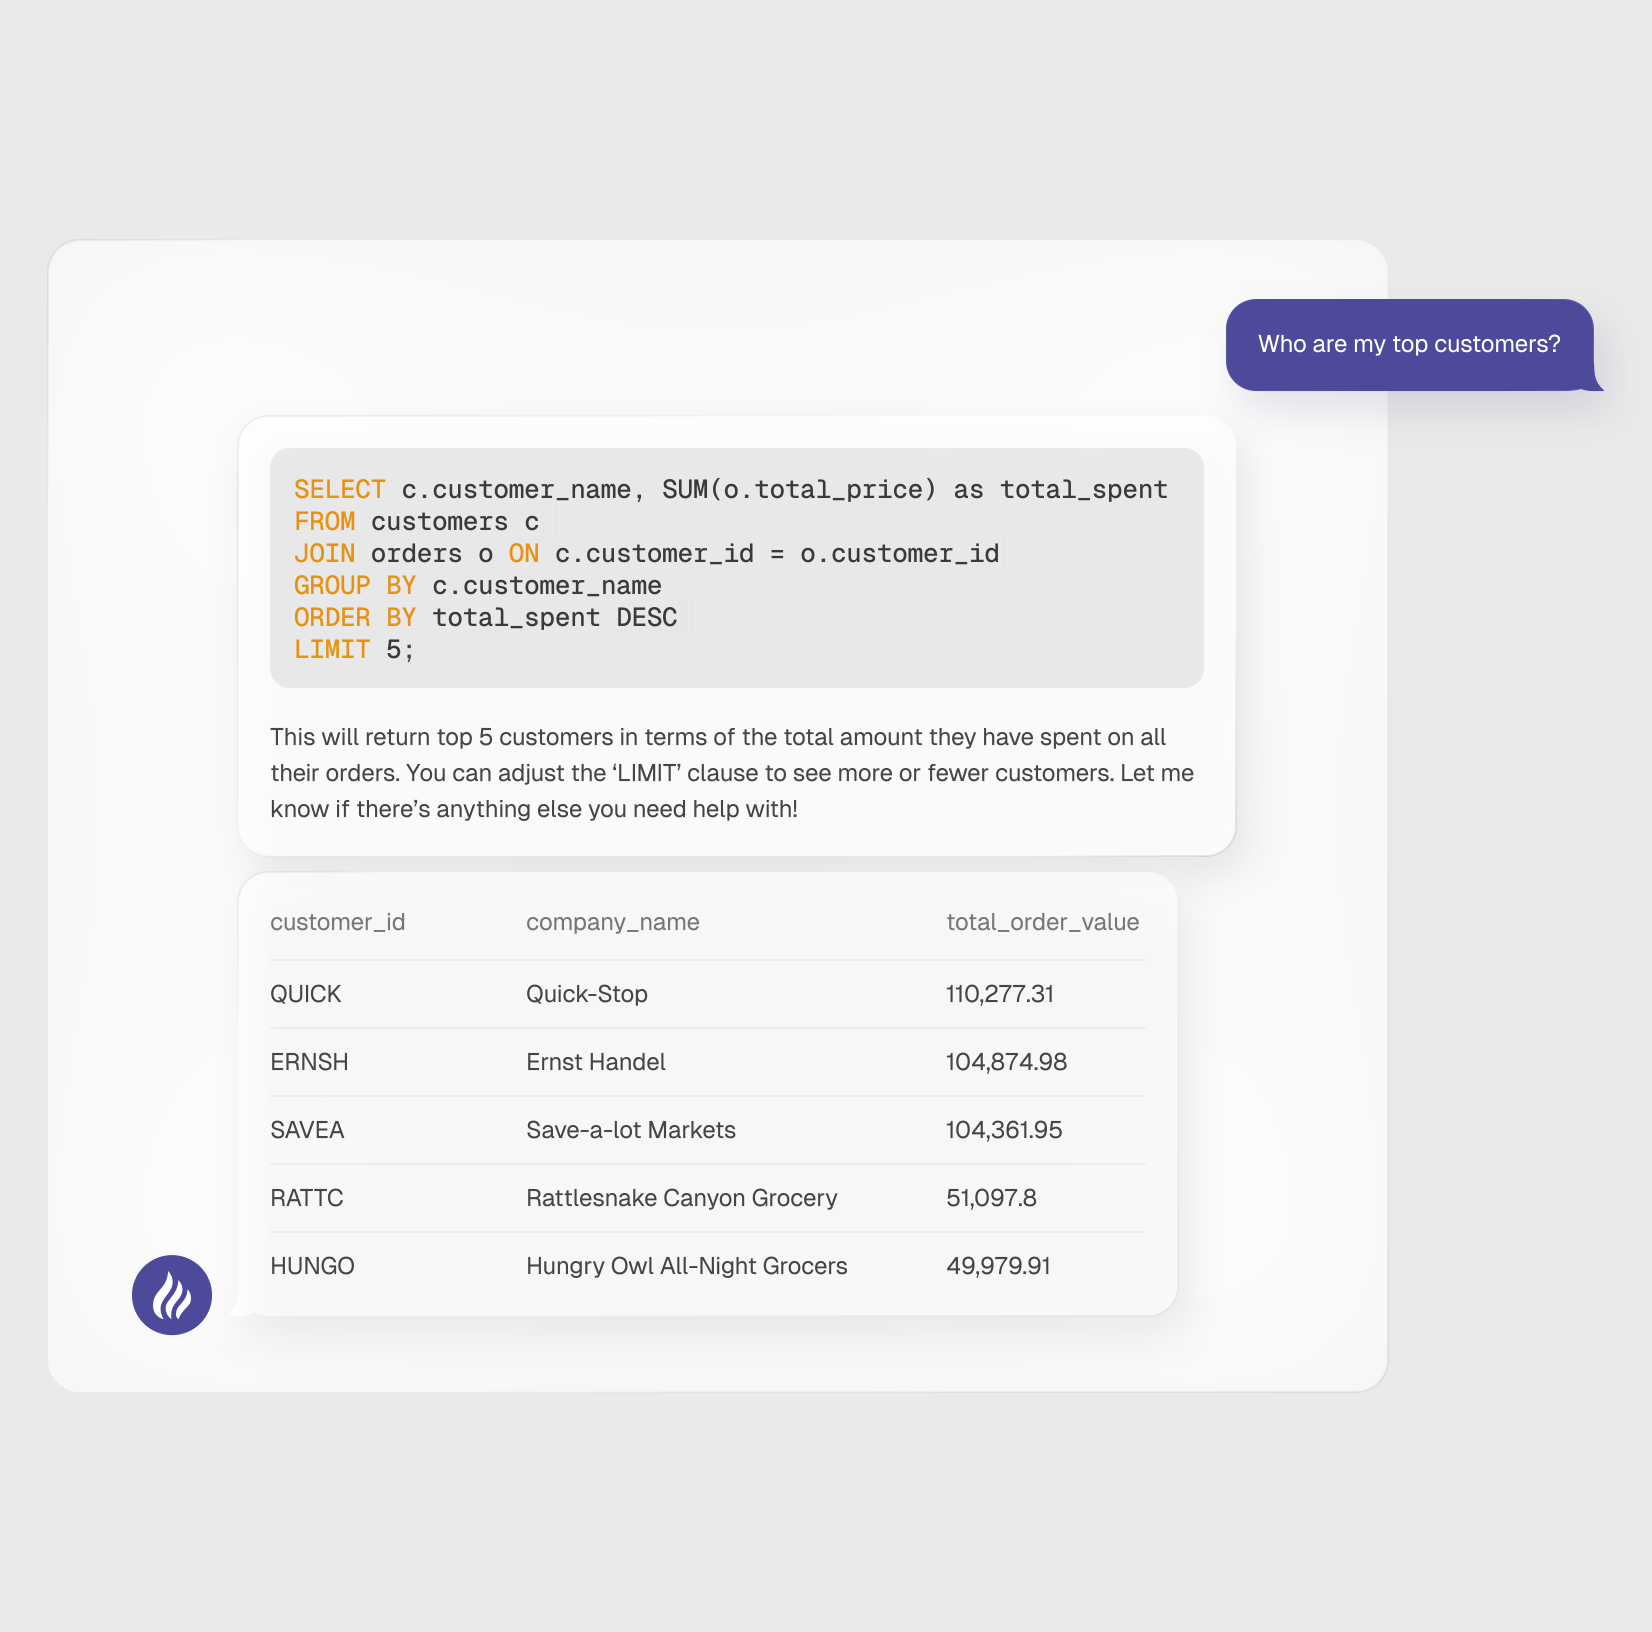 Who are my top customers?
SELECT c.customer_name, SUM(o.total_price) as total_spent
FROM customers c
JOIN orders o ON c.customer_id = o.customer_id
GROUP BY c.customer_name
ORDER BY total_spent DESC
LIMIT 5;
This will return top 5 customers in terms of the total amount they have spent on all
their orders. You can adjust the ‘LIMIT’ clause to see more or fewer customers. Let me
know if there’s anything else you need help with!
customer_id company_name total_order_value
QUICK Quick-Stop 110,277.31
ERNSH Ernst Handel 104,874.98
SAVEA Save-a-lot Markets 104,361.95
RATTC Rattlesnake Canyon Grocery 51,097.8
HUNGO Hungry Owl All-Night Grocers 49,979.91